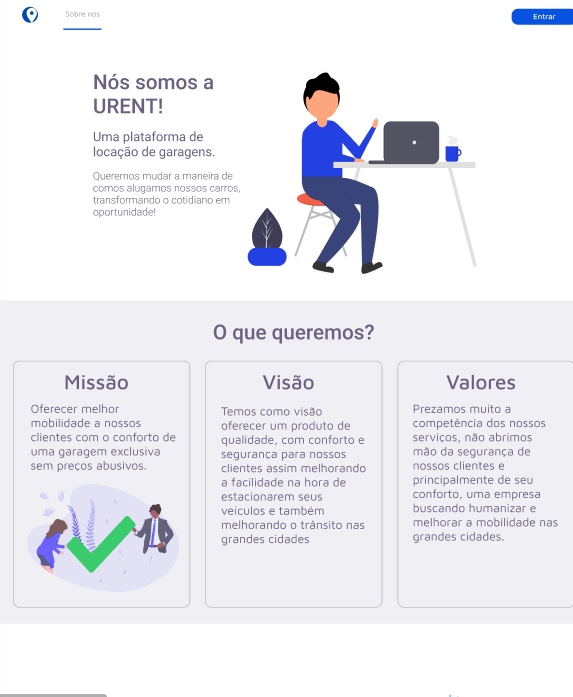 Sobre nos
Entrar
Nós somos a
URENT!
Uma plataforma de
locação de garagens.
Queremos mudar a maneira de
comos alugamos nossos carros,
transformando o cotidiano em
oportunidade!
O que queremos?
Missão
Oferecer melhor
mobilidade a nossos
clientes com o conforto de
uma garagem exclusiva
sem preços abusivos.
Visão
Temos como visão
oferecer um produto de
qualidade, com conforto e
segurança para nossos
clientes assim melhorando
a facilidade na hora de
estacionarem seus
veículos e também
melhorando o trânsito nas
grandes cidades
Valores
Prezamos muito a
competência dos nossos
serviços, não abrimos
mão da segurança de
nossos clientes e
principalmente de seu
conforto, uma empresa
buscando humanizar e
melhorar a mobilidade nas
grandes cidades.